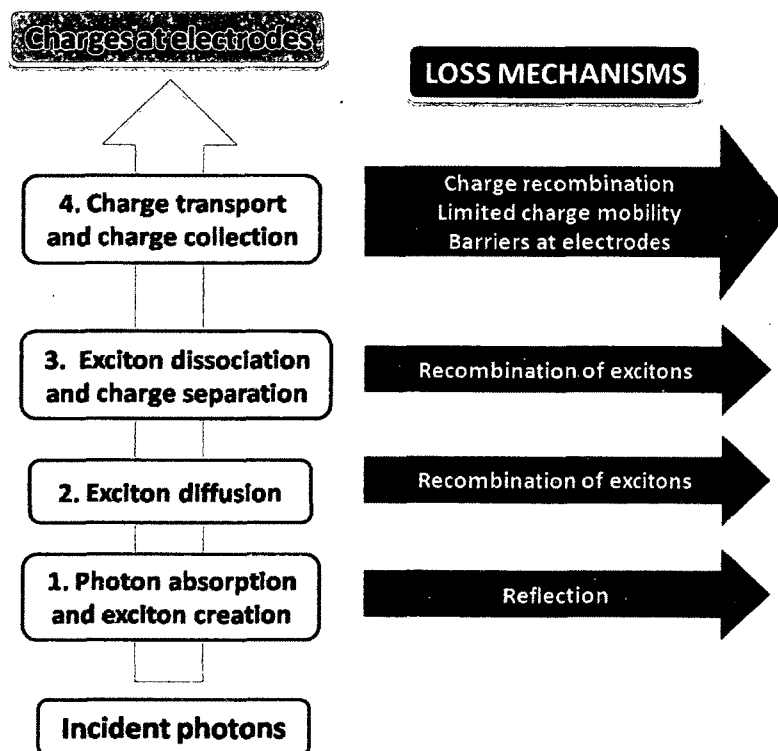 Charges at electrodes
LOSS MECHANISMS
4. Charge transport
and charge collection
Charge recombination
Limited charge mobility
Barriers at electrodes
3. Exciton dissociation
and charge separation
Recombination of excitons
2. Exciton diffusion
Recombination of excitons
1. Photon absorption
and exciton creation
Reflection
Incident photons